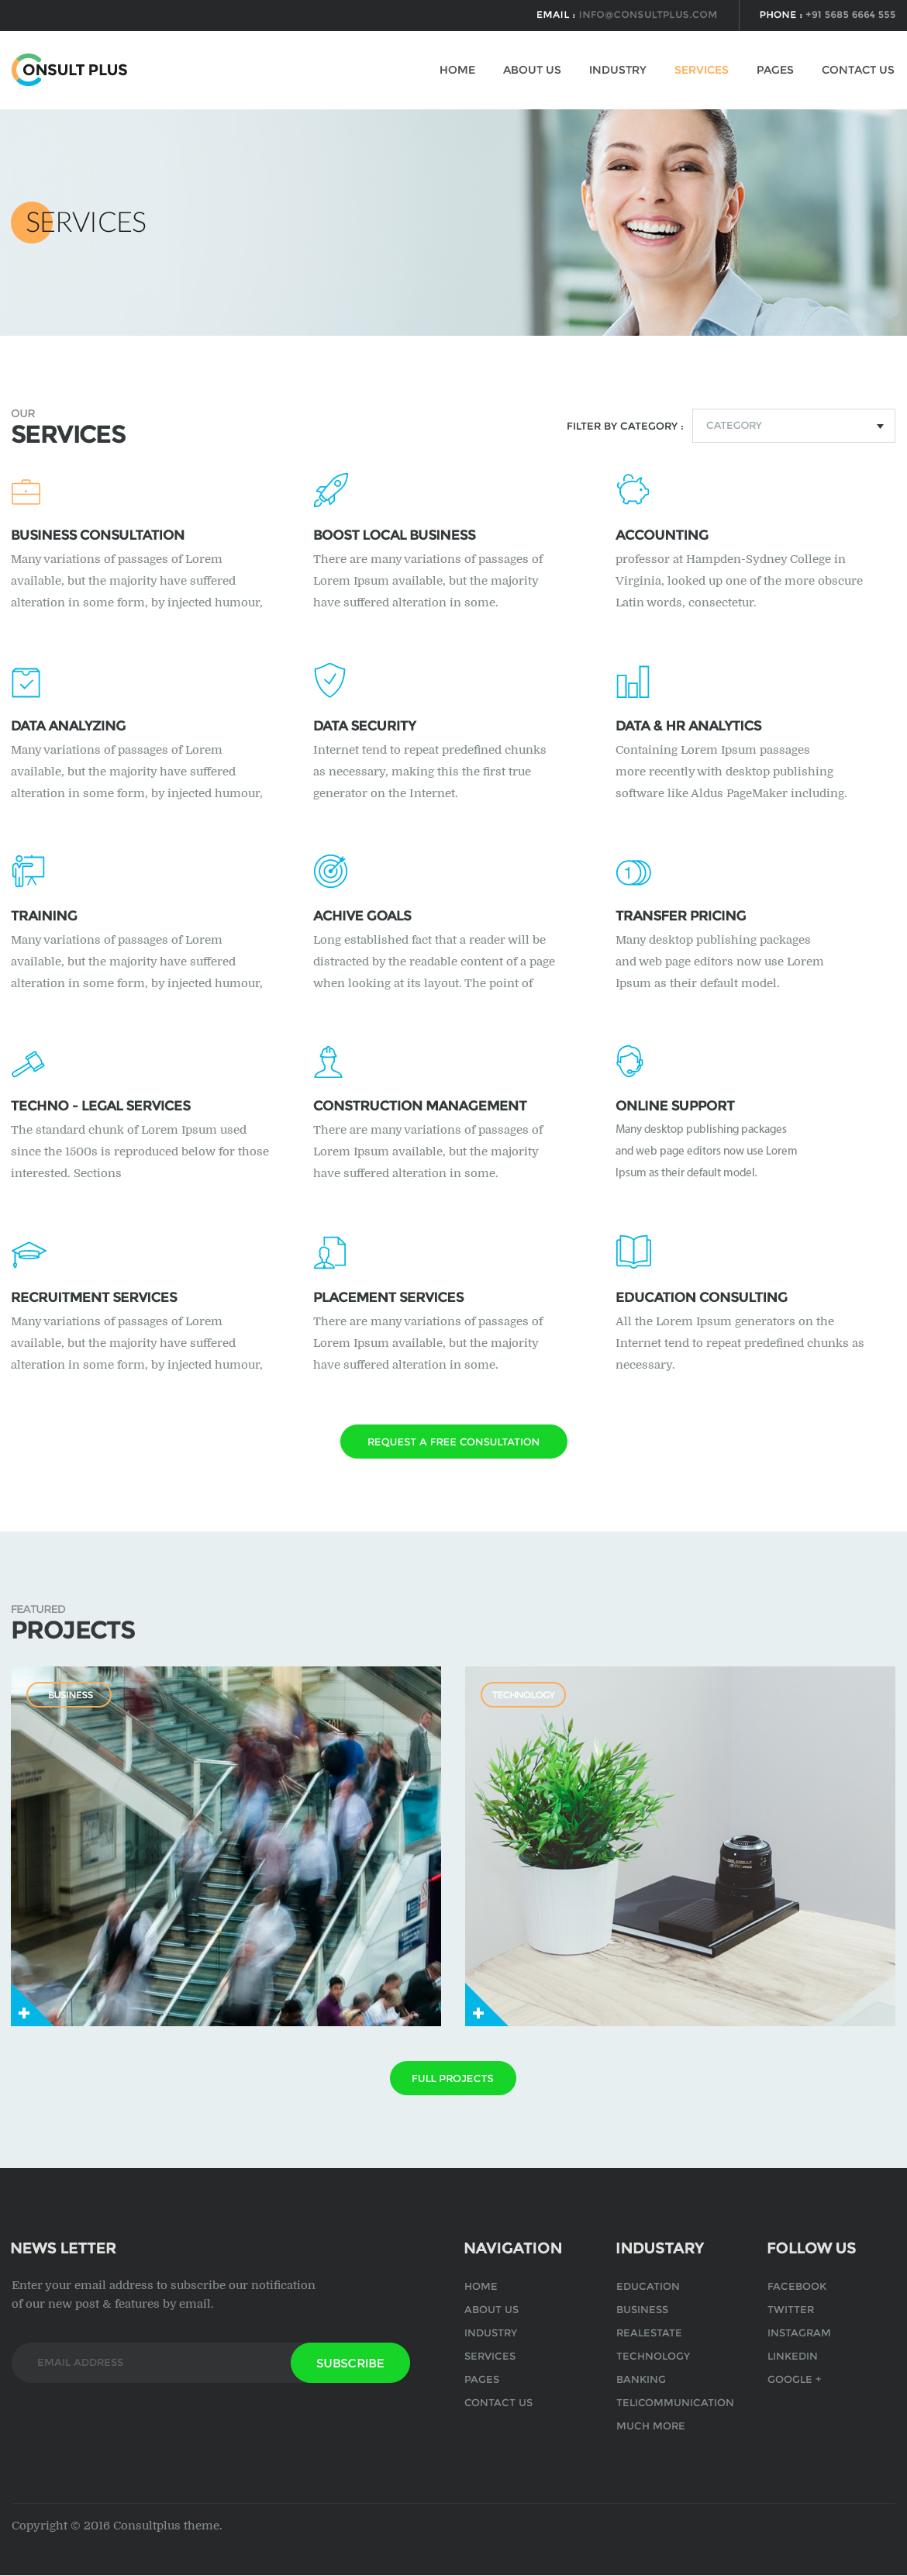 EMAIL : INFO@CONSULTPLUS.COM
PHONE : +91 5685 6664 555
CONSULT PLUS
HOME
ABOUT US
INDUSTRY
SERVICES
PAGES
CONTACT US
SERVICES
OUR
SERVICES
FILTER BY CATEGORY :
CATEGORY
BUSINESS CONSULTATION
Many variations of passages of Lorem
available, but the majority have suffered
alteration in some form, by injected humour,
BOOST LOCAL BUSINESS
There are many variations of passages of
Lorem Ipsum available, but the majority
have suffered alteration in some.
ACCOUNTING
professor at Hampden-Sydney College in
Virginia, looked up one of the more obscure
Latin words, consectetur.
DATA ANALYZING
Many variations of passages of Lorem
available, but the majority have suffered
alteration in some form, by injected humour,
DATA SECURITY
Internet tend to repeat predefined chunks
as necessary, making this the first true
generator on the Internet.
DATA & HR ANALYTICS
Containing Lorem Ipsum passages
more recently with desktop publishing
software like Aldus PageMaker including.
TRAINING
Many variations of passages of Lorem
available, but the majority have suffered
alteration in some form, by injected humour,
ACHIVE GOALS
Long established fact that a reader will be
distracted by the readable content of a page
when looking at its layout. The point of
1
TRANSFER PRICING
Many desktop publishing packages
and web page editors now use Lorem
Ipsum as their default model.
TECHNO - LEGAL SERVICES
The standard chunk of Lorem Ipsum used
since the 1500s is reproduced below for those
interested. Sections
CONSTRUCTION MANAGEMENT
There are many variations of passages of
Lorem Ipsum available, but the majority
have suffered alteration in some.
ONLINE SUPPORT
Many desktop publishing packages
and web page editors now use Lorem
Ipsum as their default model.
RECRUITMENT SERVICES
Many variations of passages of Lorem
available, but the majority have suffered
alteration in some form, by injected humour,
PLACEMENT SERVICES
There are many variations of passages of
Lorem Ipsum available, but the majority
have suffered alteration in some.
EDUCATION CONSULTING
All the Lorem Ipsum generators on the
Internet tend to repeat predefined chunks as
necessary.
REQUEST A FREE CONSULTATION
FEATURED
PROJECTS
BUSINESS
TECHNOLOGY
FULL PROJECTS
NEWS LETTER
Enter your email address to subscribe our notification
of our new post & features by email.
EMAIL ADDRESS
SUBSCRIBE
NAVIGATION
HOME
ABOUT US
INDUSTRY
SERVICES
PAGES
CONTACT US
INDUSTARY
EDUCATION
BUSINESS
REALESTATE
TECHNOLOGY
BANKING
TELICOMMUNICATION
MUCH MORE
FOLLOW US
FACEBOOK
TWITTER
INSTAGRAM
LINKEDIN
GOOGLE +
Copyright © 2016 Consultplus theme.